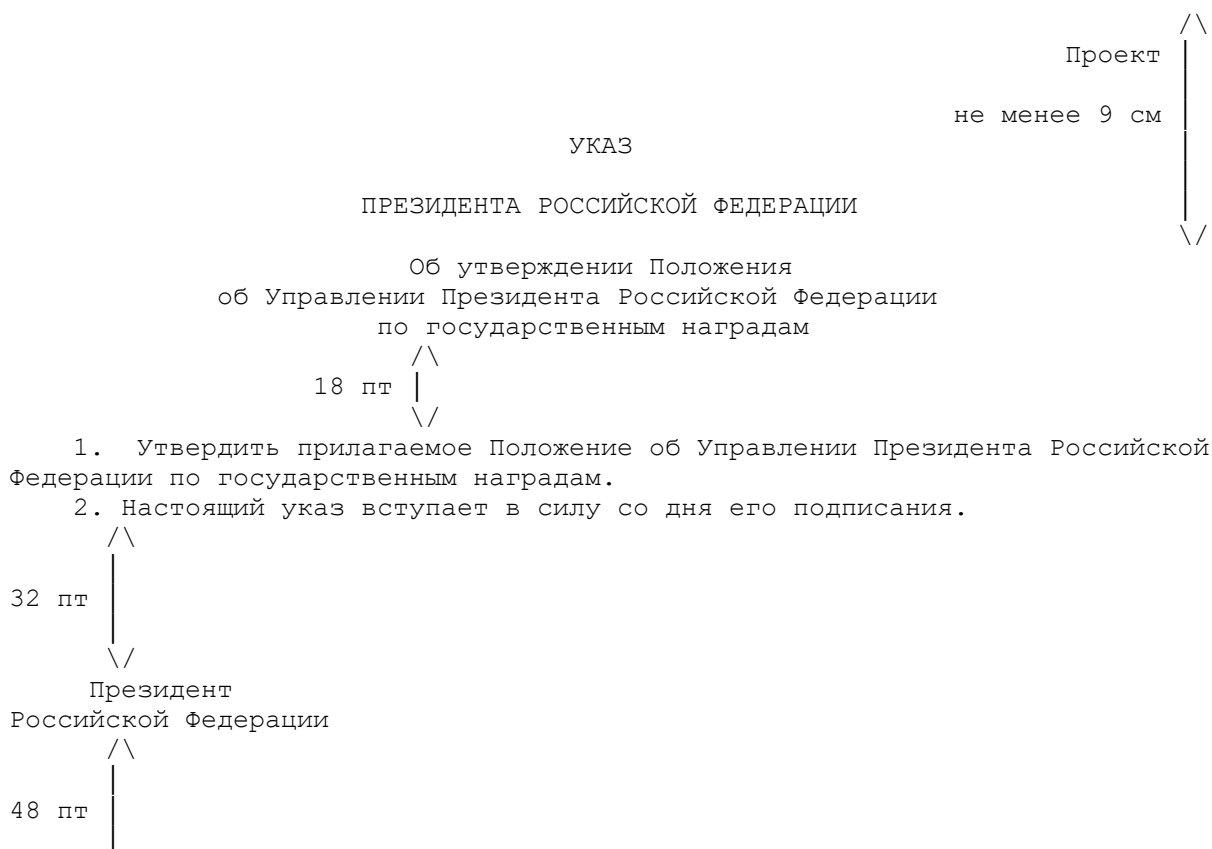 Проект
не менее 9 см
УКАЗ
ПРЕЗИДЕНТА РОССИЙСКОЙ ФЕДЕРАЦИИ
Об утверждении Положения
об Управлении Президента Российской Федерации
по государственным наградам
18 пт
1. Утвердить прилагаемое Положение об Управлении Президента Российской
Федерации по государственным наградам.
2. Настоящий указ вступает в силу со дня его подписания.
32 пт
Президент
Российской Федерации
48 пт